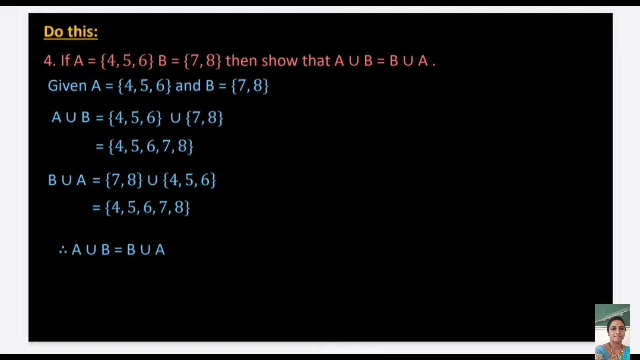 Do this:
4. If A = {4, 5, 6} B = {7, 8} then show that A ∪ B = B ∪ A .
Given A = {4, 5, 6} and B = {7, 8}
A ∪ B = {4, 5, 6} ∪ {7, 8}
= {4, 5, 6, 7, 8}
B ∪ A = {7, 8} ∪ {4, 5, 6}
= {4, 5, 6, 7, 8}
∴ A ∪ B = B ∪ A